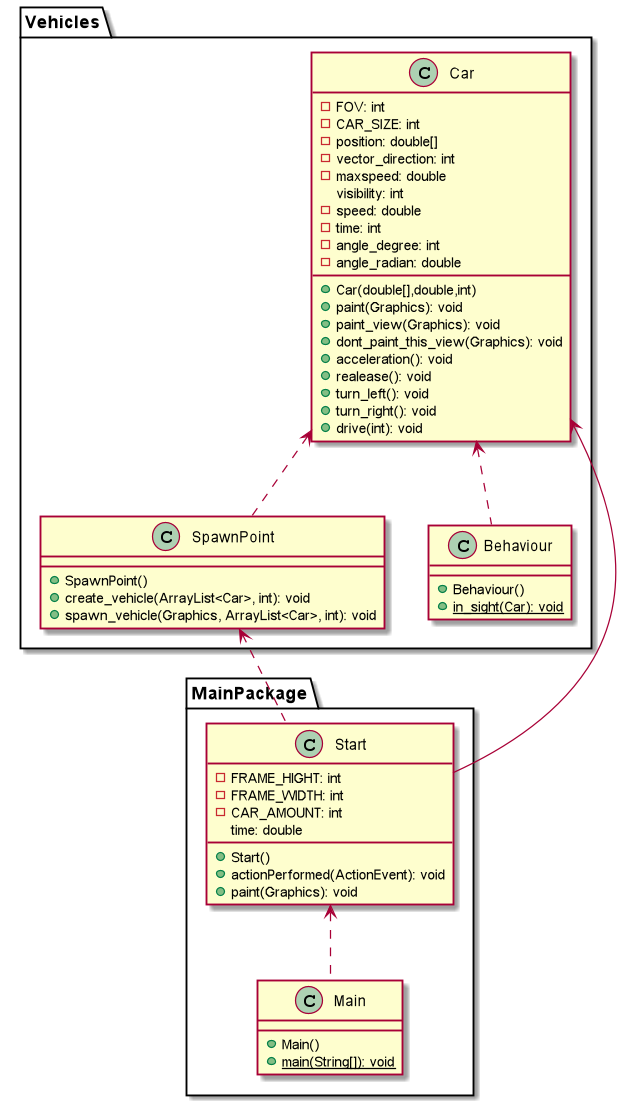 Vehicles
C Car
FOV: int
CAR_SIZE: int
position: double[]
vector_direction: int
maxspeed: double
visibility: int
speed: double
time: int
angle_degree: int
angle_radian: double
Car(double[],double,int)
paint(Graphics): void
paint_view(Graphics): void
dont_paint_this_view(Graphics): void
acceleration(): void
realease(): void
turn_left(): void
turn_right(): void
drive(int): void
C SpawnPoint
SpawnPoint()
create_vehicle(ArrayList<Car>, int): void
spawn_vehicle(Graphics, ArrayList<Car>, int): void
C Behaviour
Behaviour()
in_sight(Car): void
MainPackage
C Start
FRAME_HIGHT: int
FRAME_WIDTH: int
CAR_AMOUNT: int
time: double
Start()
actionPerformed(ActionEvent): void
paint(Graphics): void
C Main
Main()
main(String[]): void